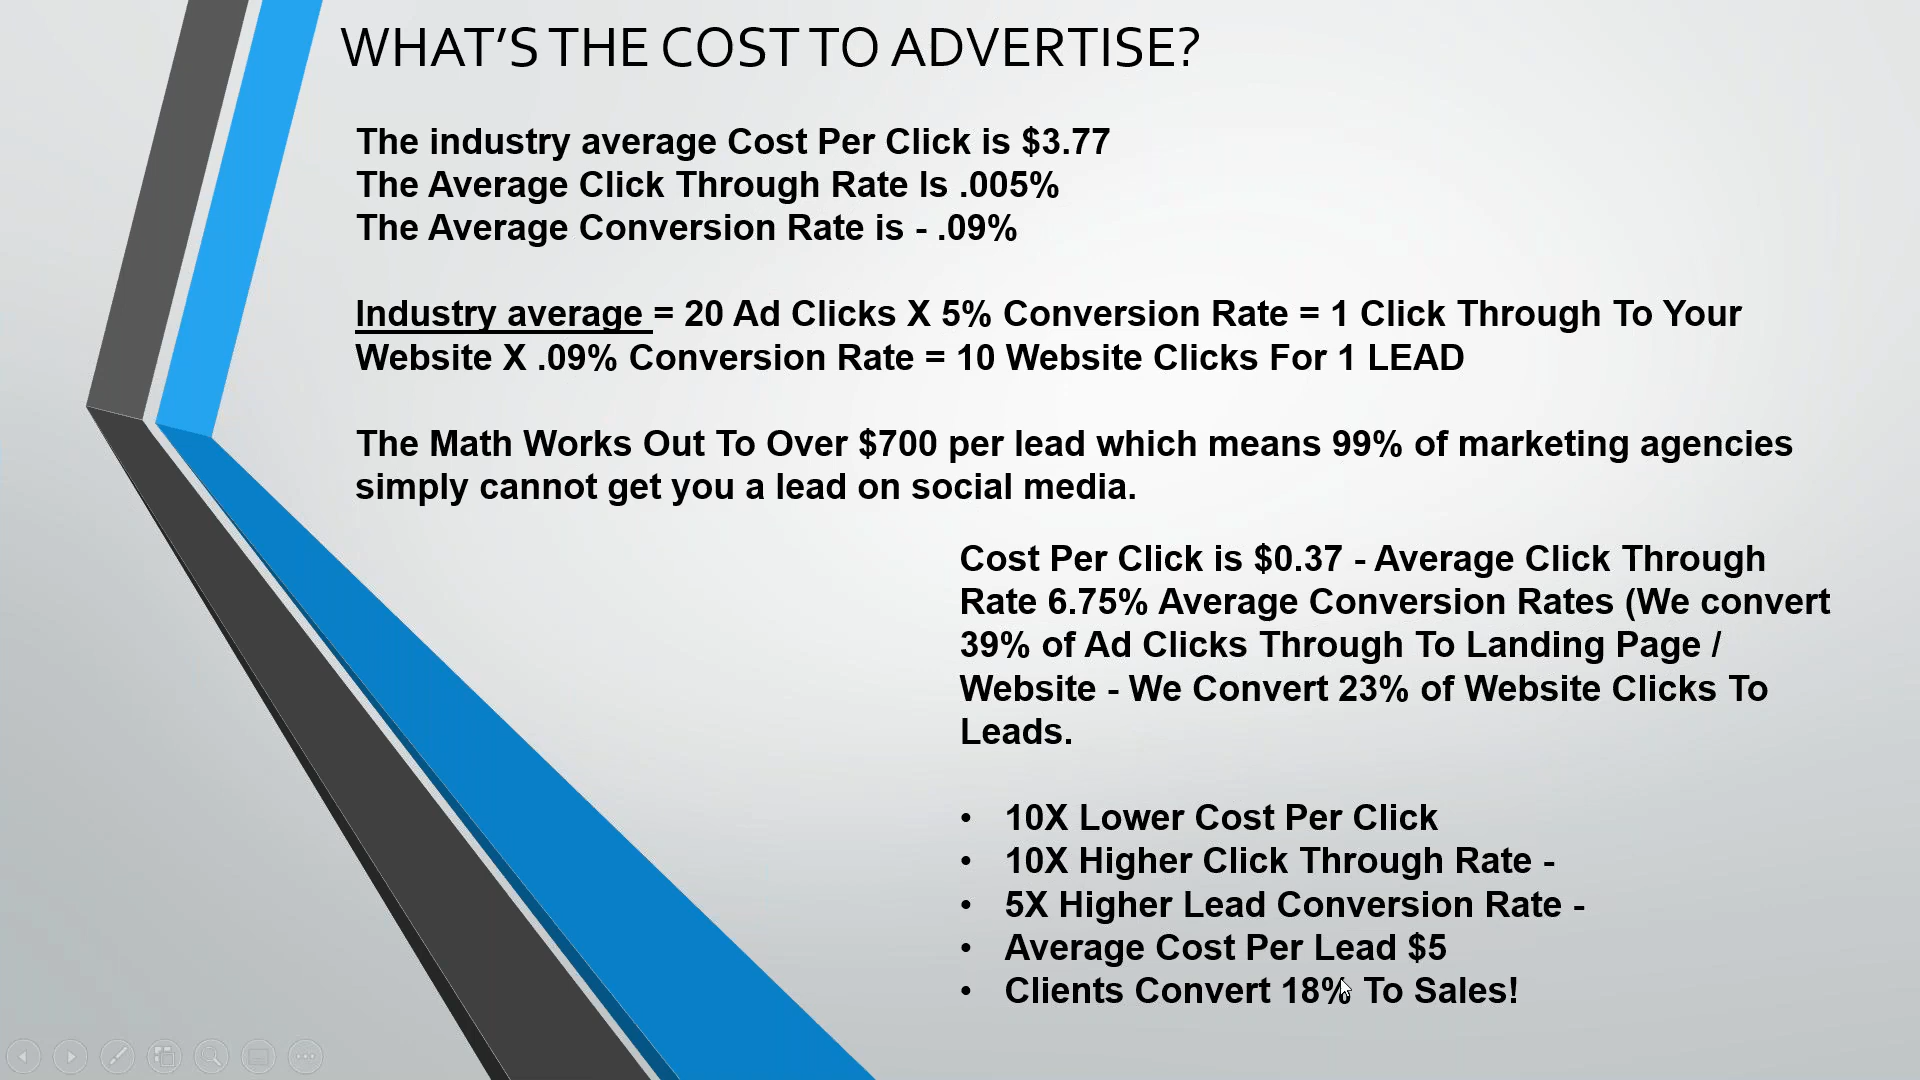 WHAT'S THE COST TO ADVERTISE?
The industry average Cost Per Click is $3.77
The Average Click Through Rate Is .005%
The Average Conversion Rate is - .09%
Industry average = 20 Ad Clicks X 5% Conversion Rate = 1 Click Through To Your
Website X .09% Conversion Rate = 10 Website Clicks For 1 LEAD
The Math Works Out To Over $700 per lead which means 99% of marketing agencies
simply cannot get you a lead on social media.
Cost Per Click is $0.37 - Average Click Through
Rate 6.75% Average Conversion Rates (We convert
39% of Ad Clicks Through To Landing Page /
Website - We Convert 23% of Website Clicks To
Leads.
• 10X Lower Cost Per Click
• 10X Higher Click Through Rate -
• 5X Higher Lead Conversion Rate -
• Average Cost Per Lead $5
• Clients Convert 18% To Sales!